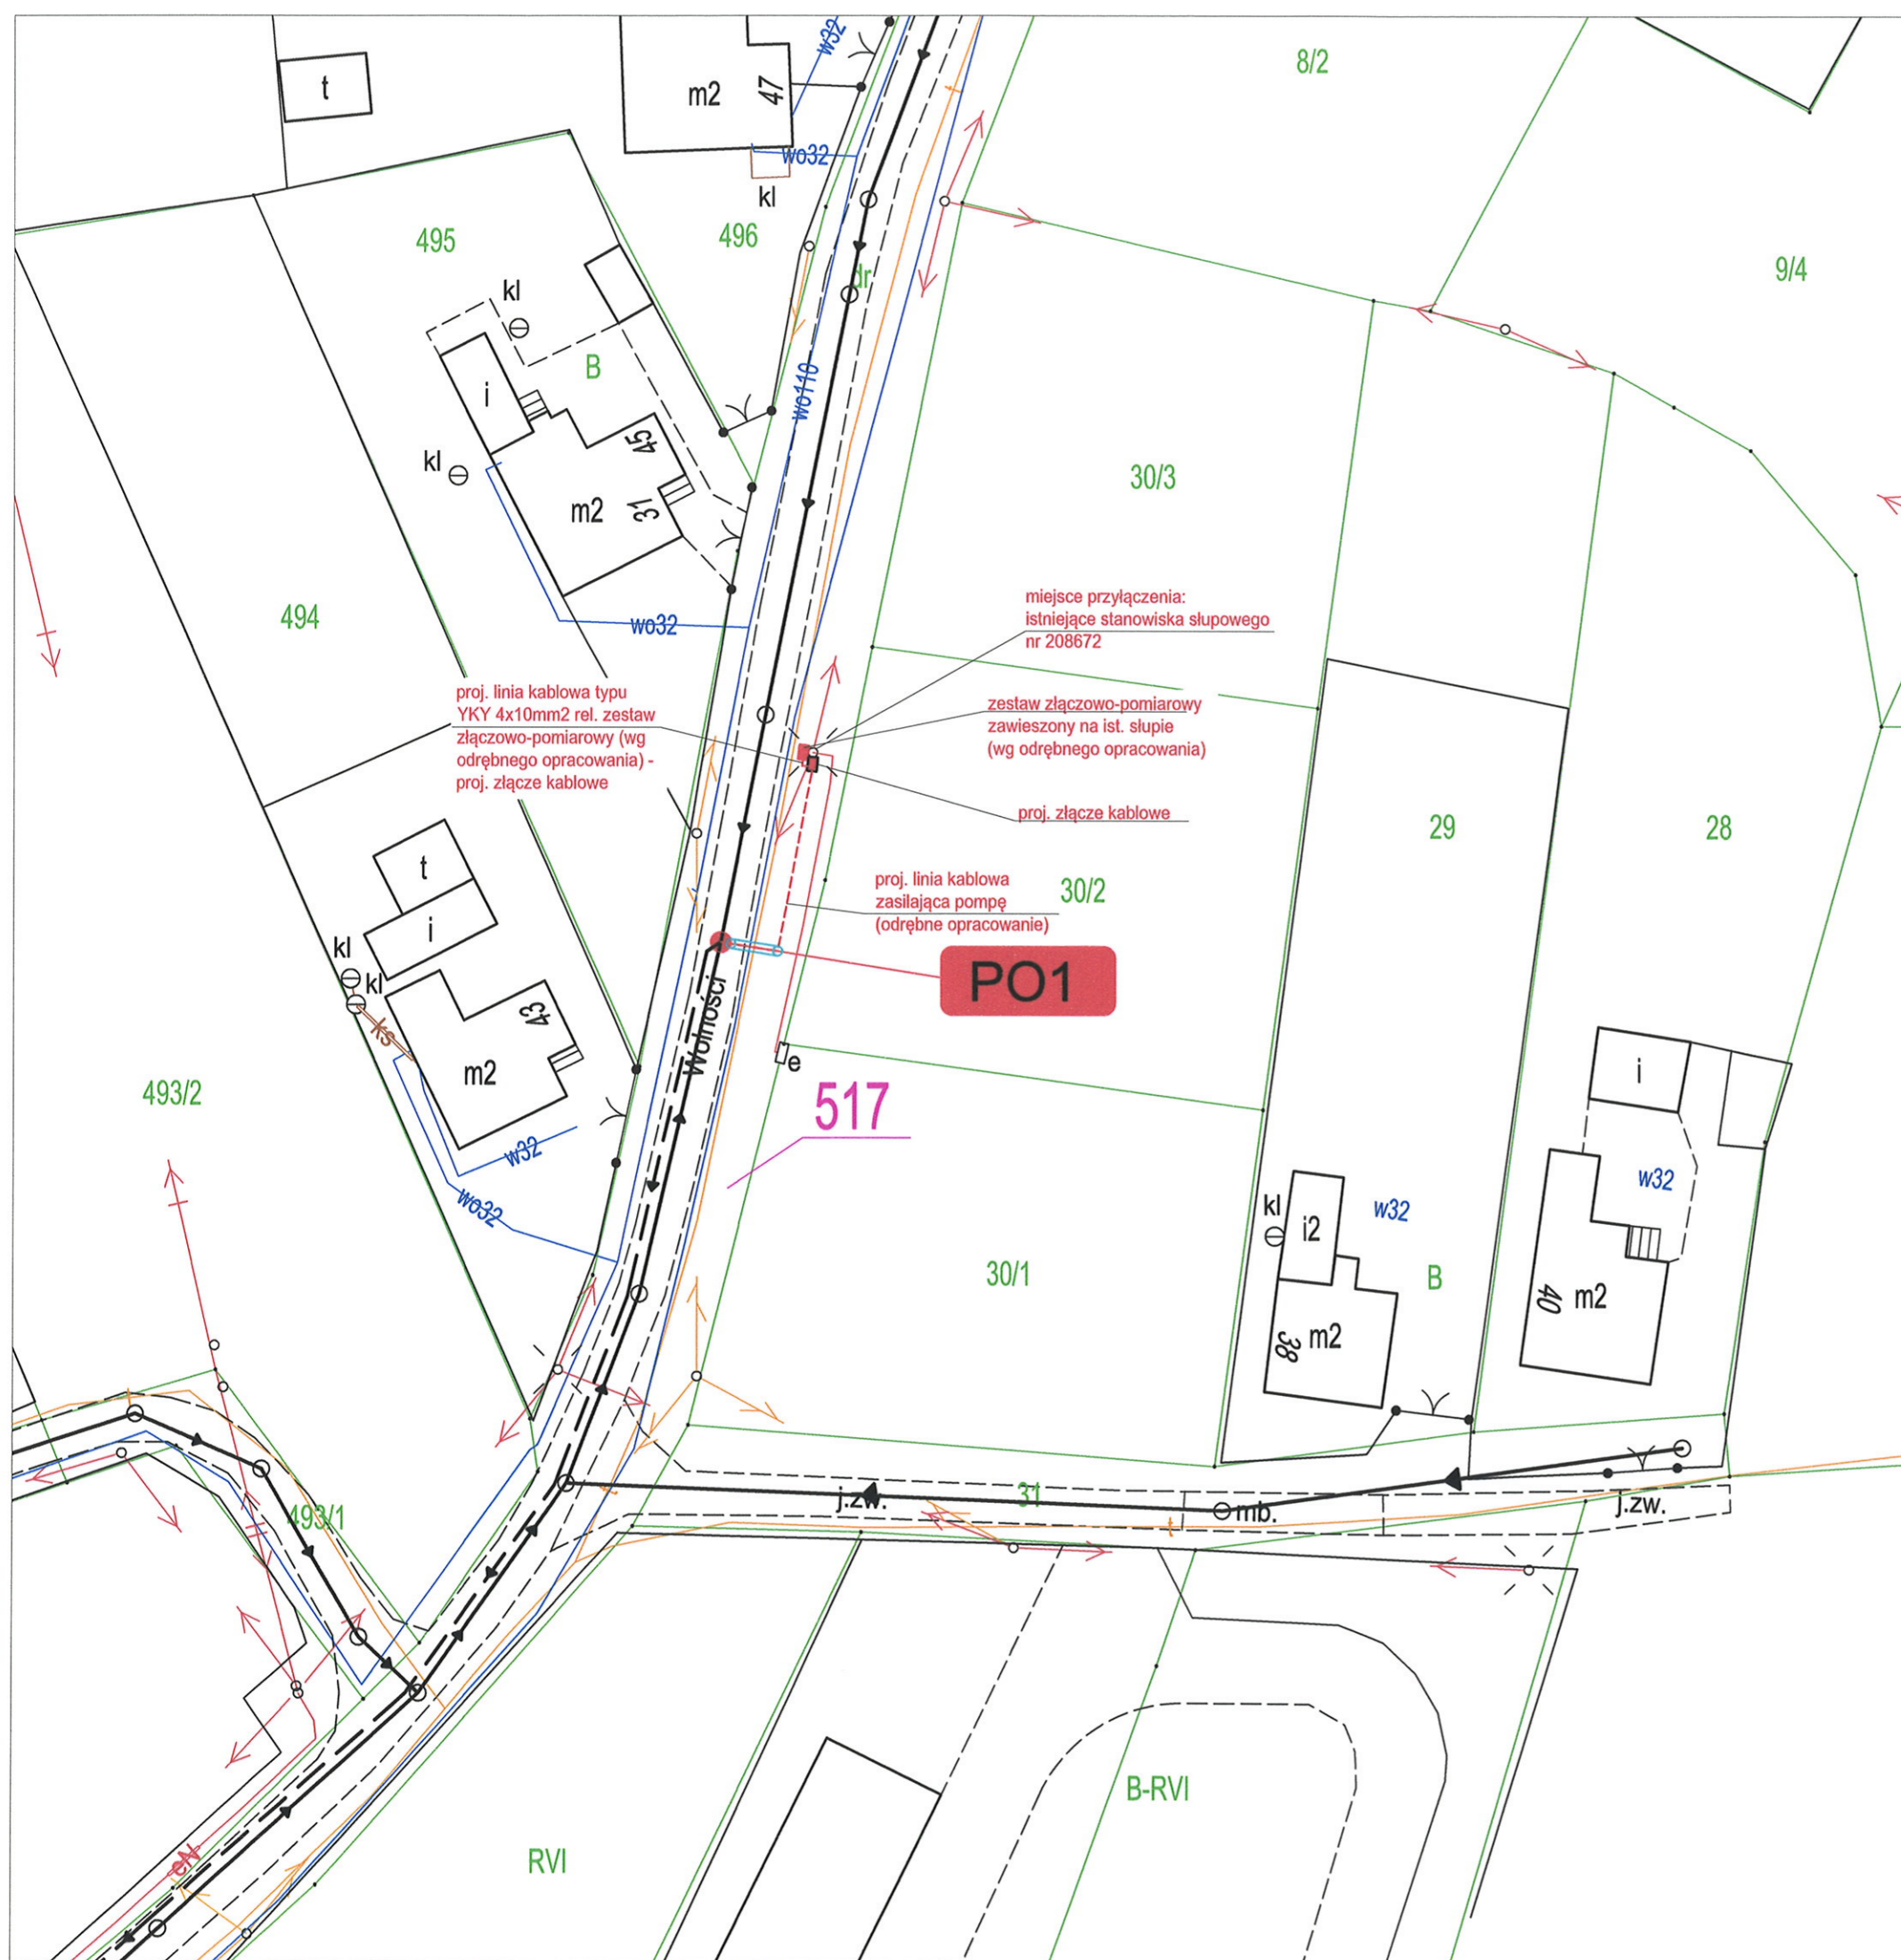 8/2
t
m2
47
w32
wo32
kl
495
496
dr
9/4
kl
B
i
wo110
45
kl
m2
31
30/3
494
wo32
miejsce przyłączenia:
istniejące stanowiska słupowego
nr 208672
proj. linia kablowa typu
YKY 4x10mm2 rel. zestaw
złączowo-pomiarowy (wg
odrębnego opracowania) -
proj. złącze kablowe
zestaw złączowo-pomiarowy
zawieszony na ist. słupie
(wg odrębnego opracowania)
proj. złącze kablowe
29
28
t
i
proj. linia kablowa
zasilająca pompę
(odrębne opracowanie)
30/2
kl
kl
PO1
ks
43
Wolności
m2
e
i
493/2
517
w32
w32
wo32
kl
i2
w32
30/1
B
40
m2
38
m2
493/1
j.zw.
31
mb.
j.zw.
B-RVI
RVI
eN